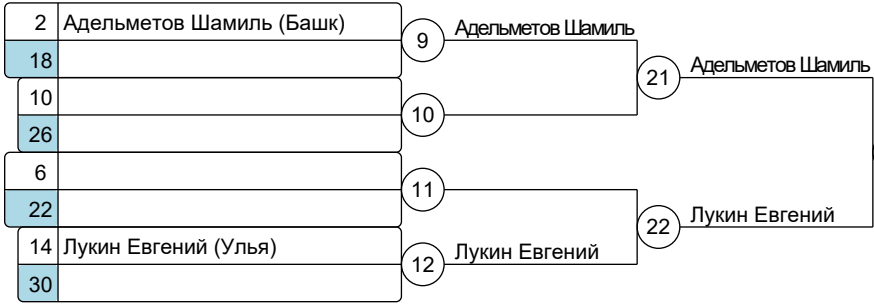 2 Адельметов Шамиль (Башк)
9 Адельметов Шамиль
18
21 Адельметов Шамиль
10
10
26
6
11
22
22 Лукин Евгений
14 Лукин Евгений (Улья)
12 Лукин Евгений
30